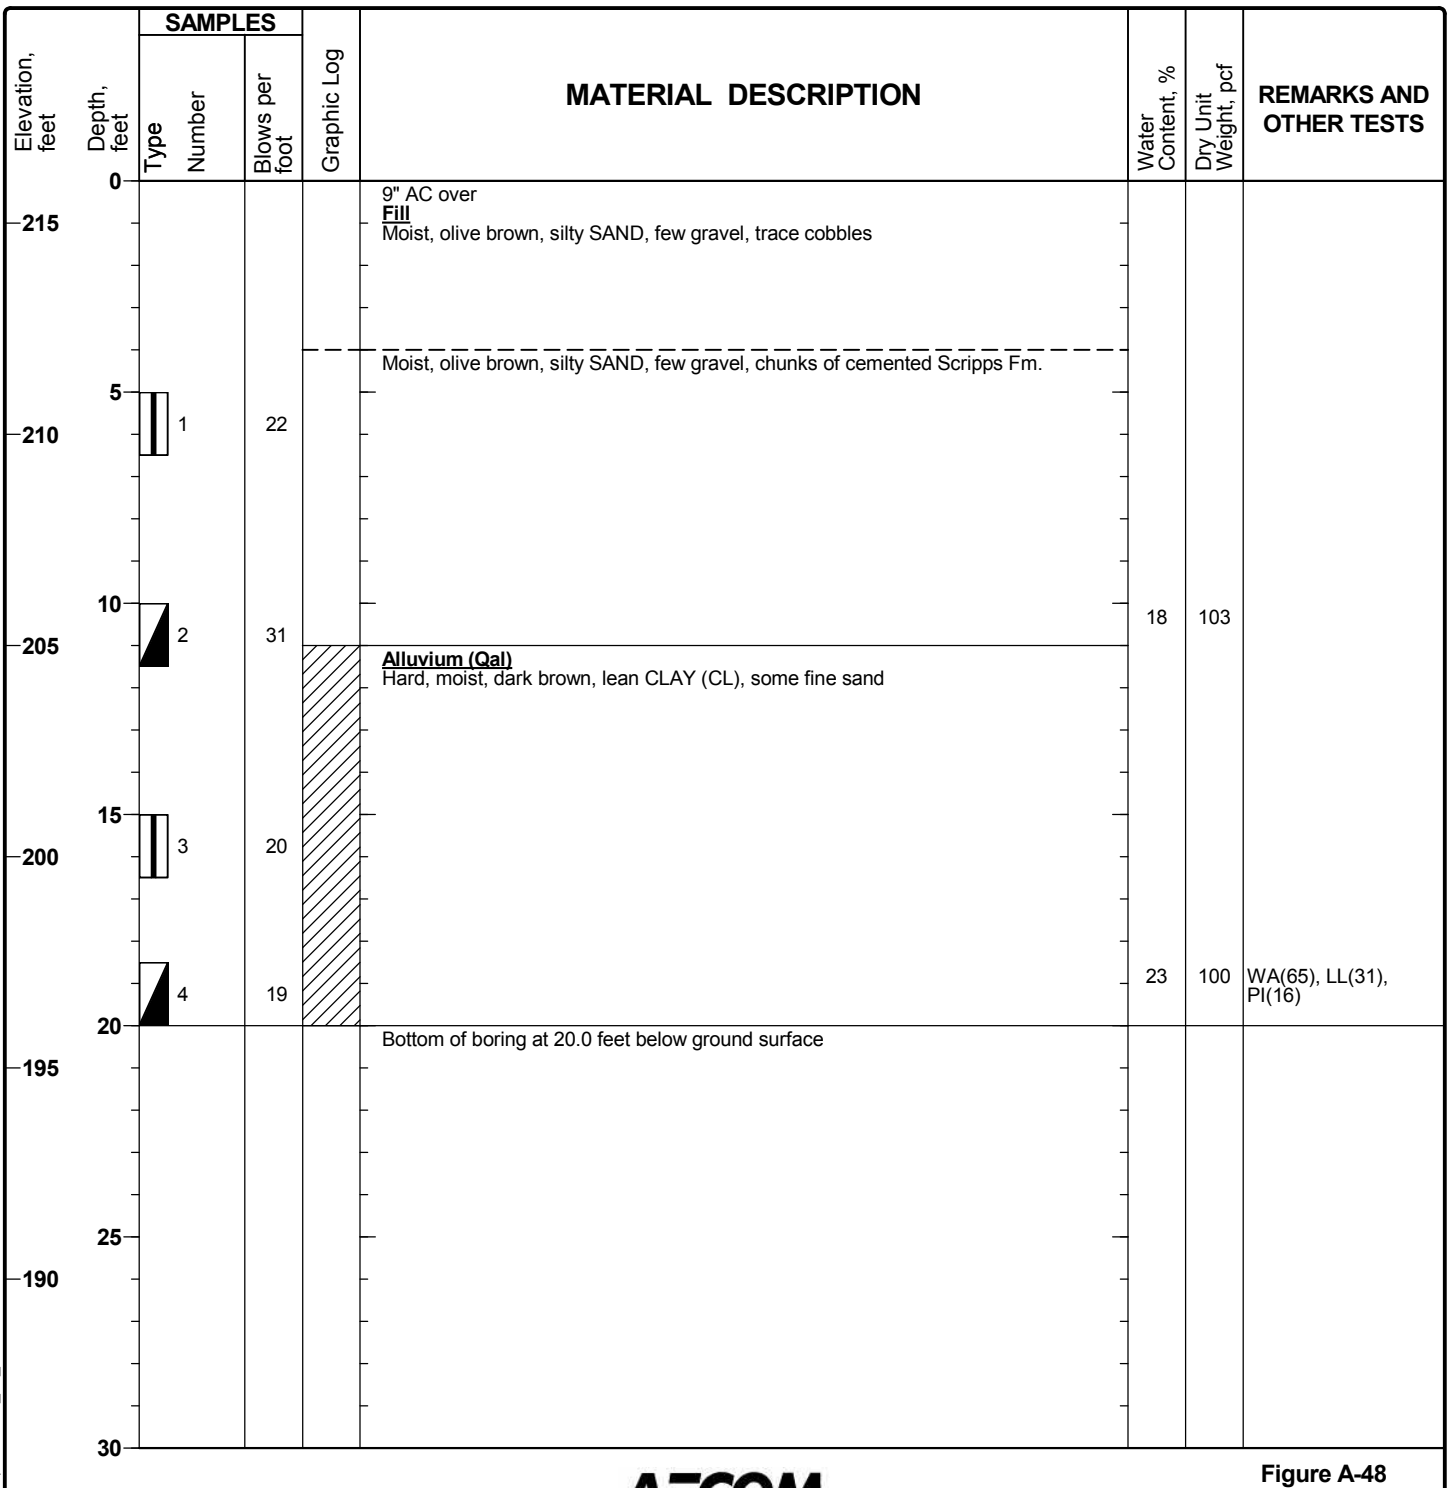 SAMPLES
Elevation,
feet
Depth,
feet
Type
Number
Blows per
foot
Graphic Log
MATERIAL DESCRIPTION
Water
Content, %
Dry Unit
Weight, pcf
REMARKS AND
OTHER TESTS
0
9" AC over
Fill
215
Moist, olive brown, silty SAND, few gravel, trace cobbles
Moist, olive brown, silty SAND, few gravel, chunks of cemented Scripps Fm.
5
1 22
210
10
18 103
2 31
205
Alluvium (Qal)
Hard, moist, dark brown, lean CLAY (CL), some fine sand
15
3 20
200
23 100 WA(65), LL(31),
PI(16)
4 19
20
Bottom of boring at 20.0 feet below ground surface
195
25
190
30
AECOM
Figure A-48